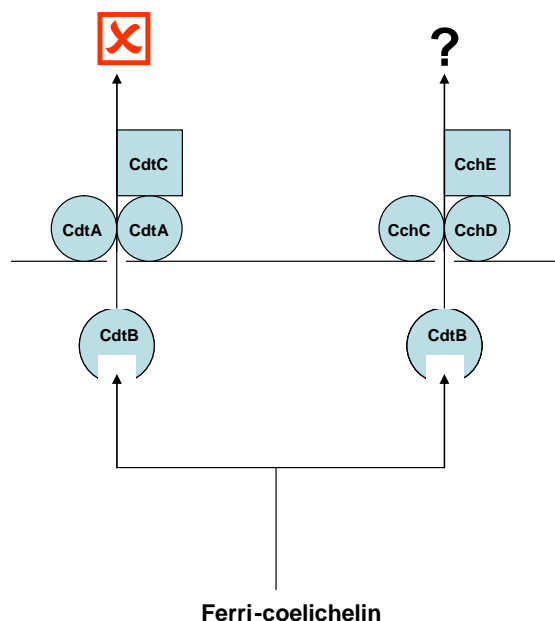 ?
CdtC
CchE
CdtA CdtA
CchC CchD
CdtB
CdtB
Ferri-coelichelin